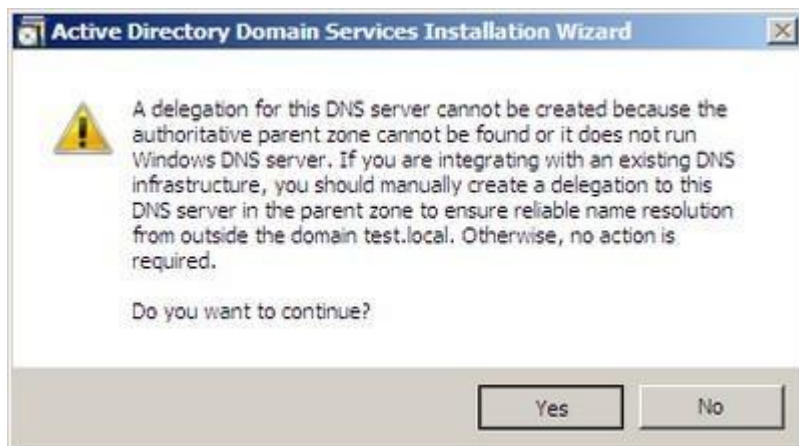 Active Directory Domain Services Installation Wizard
A delegation for this DNS server cannot be created because the
authoritative parent zone cannot be found or it does not run
Windows DNS server. If you are integrating with an existing DNS
infrastructure, you should manually create a delegation to this
DNS server in the parent zone to ensure reliable name resolution
from outside the domain test.local. Otherwise, no action is
required.
Do you want to continue?
Yes No